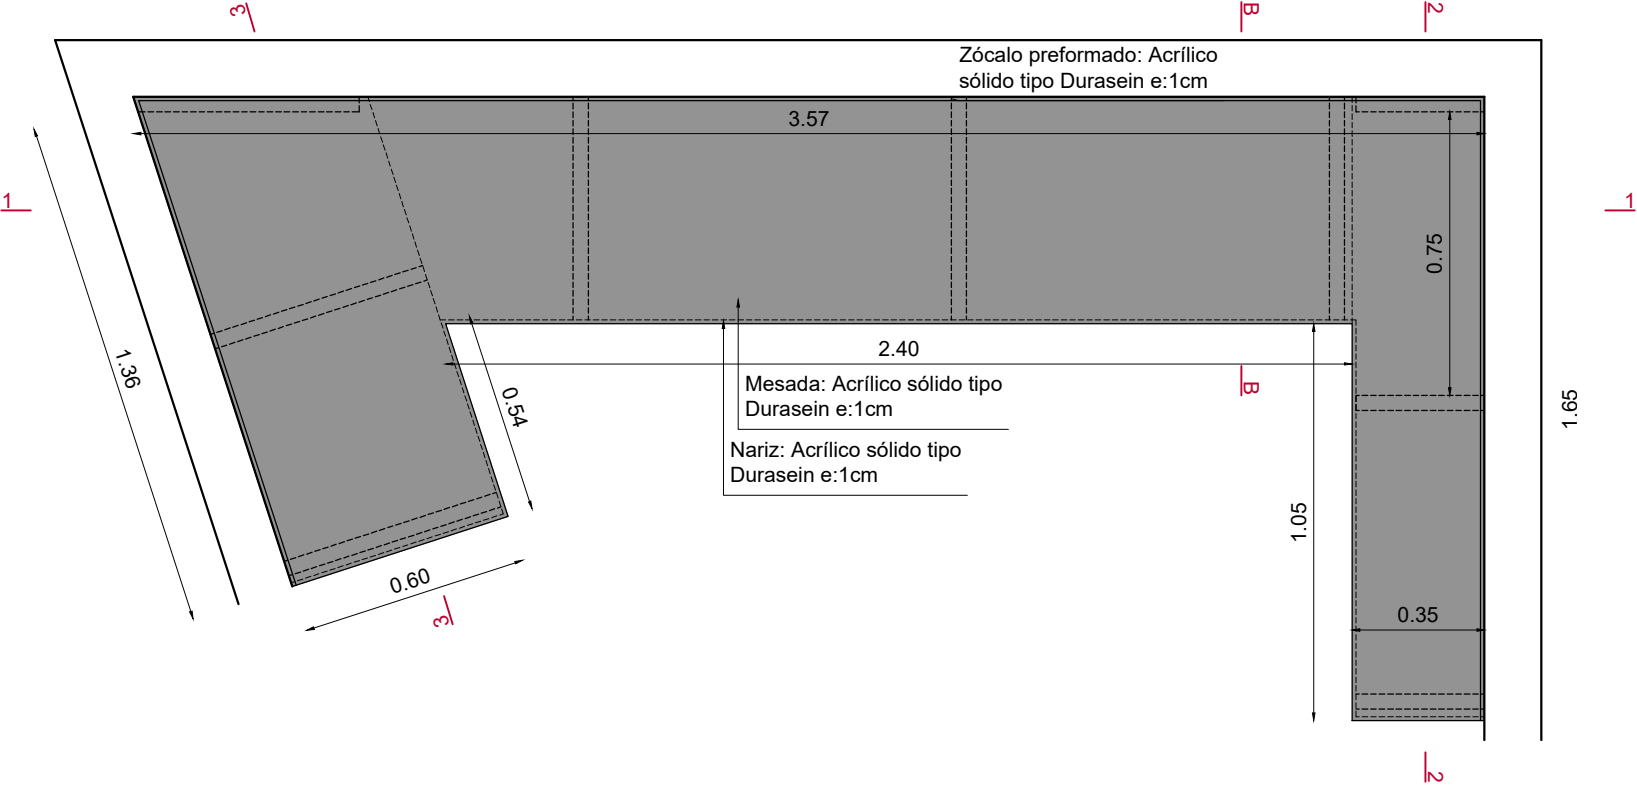 3
B
2
Zócalo preformado: Acrílico
sólido tipo Durasein e:1cm
3.57
1
1
0.75
1.36
2.40
0.54
B
Mesada: Acrílico sólido tipo
Durasein e:1cm
1.65
Nariz: Acrílico sólido tipo
Durasein e:1cm
1.05
0.60
3
0.35
2